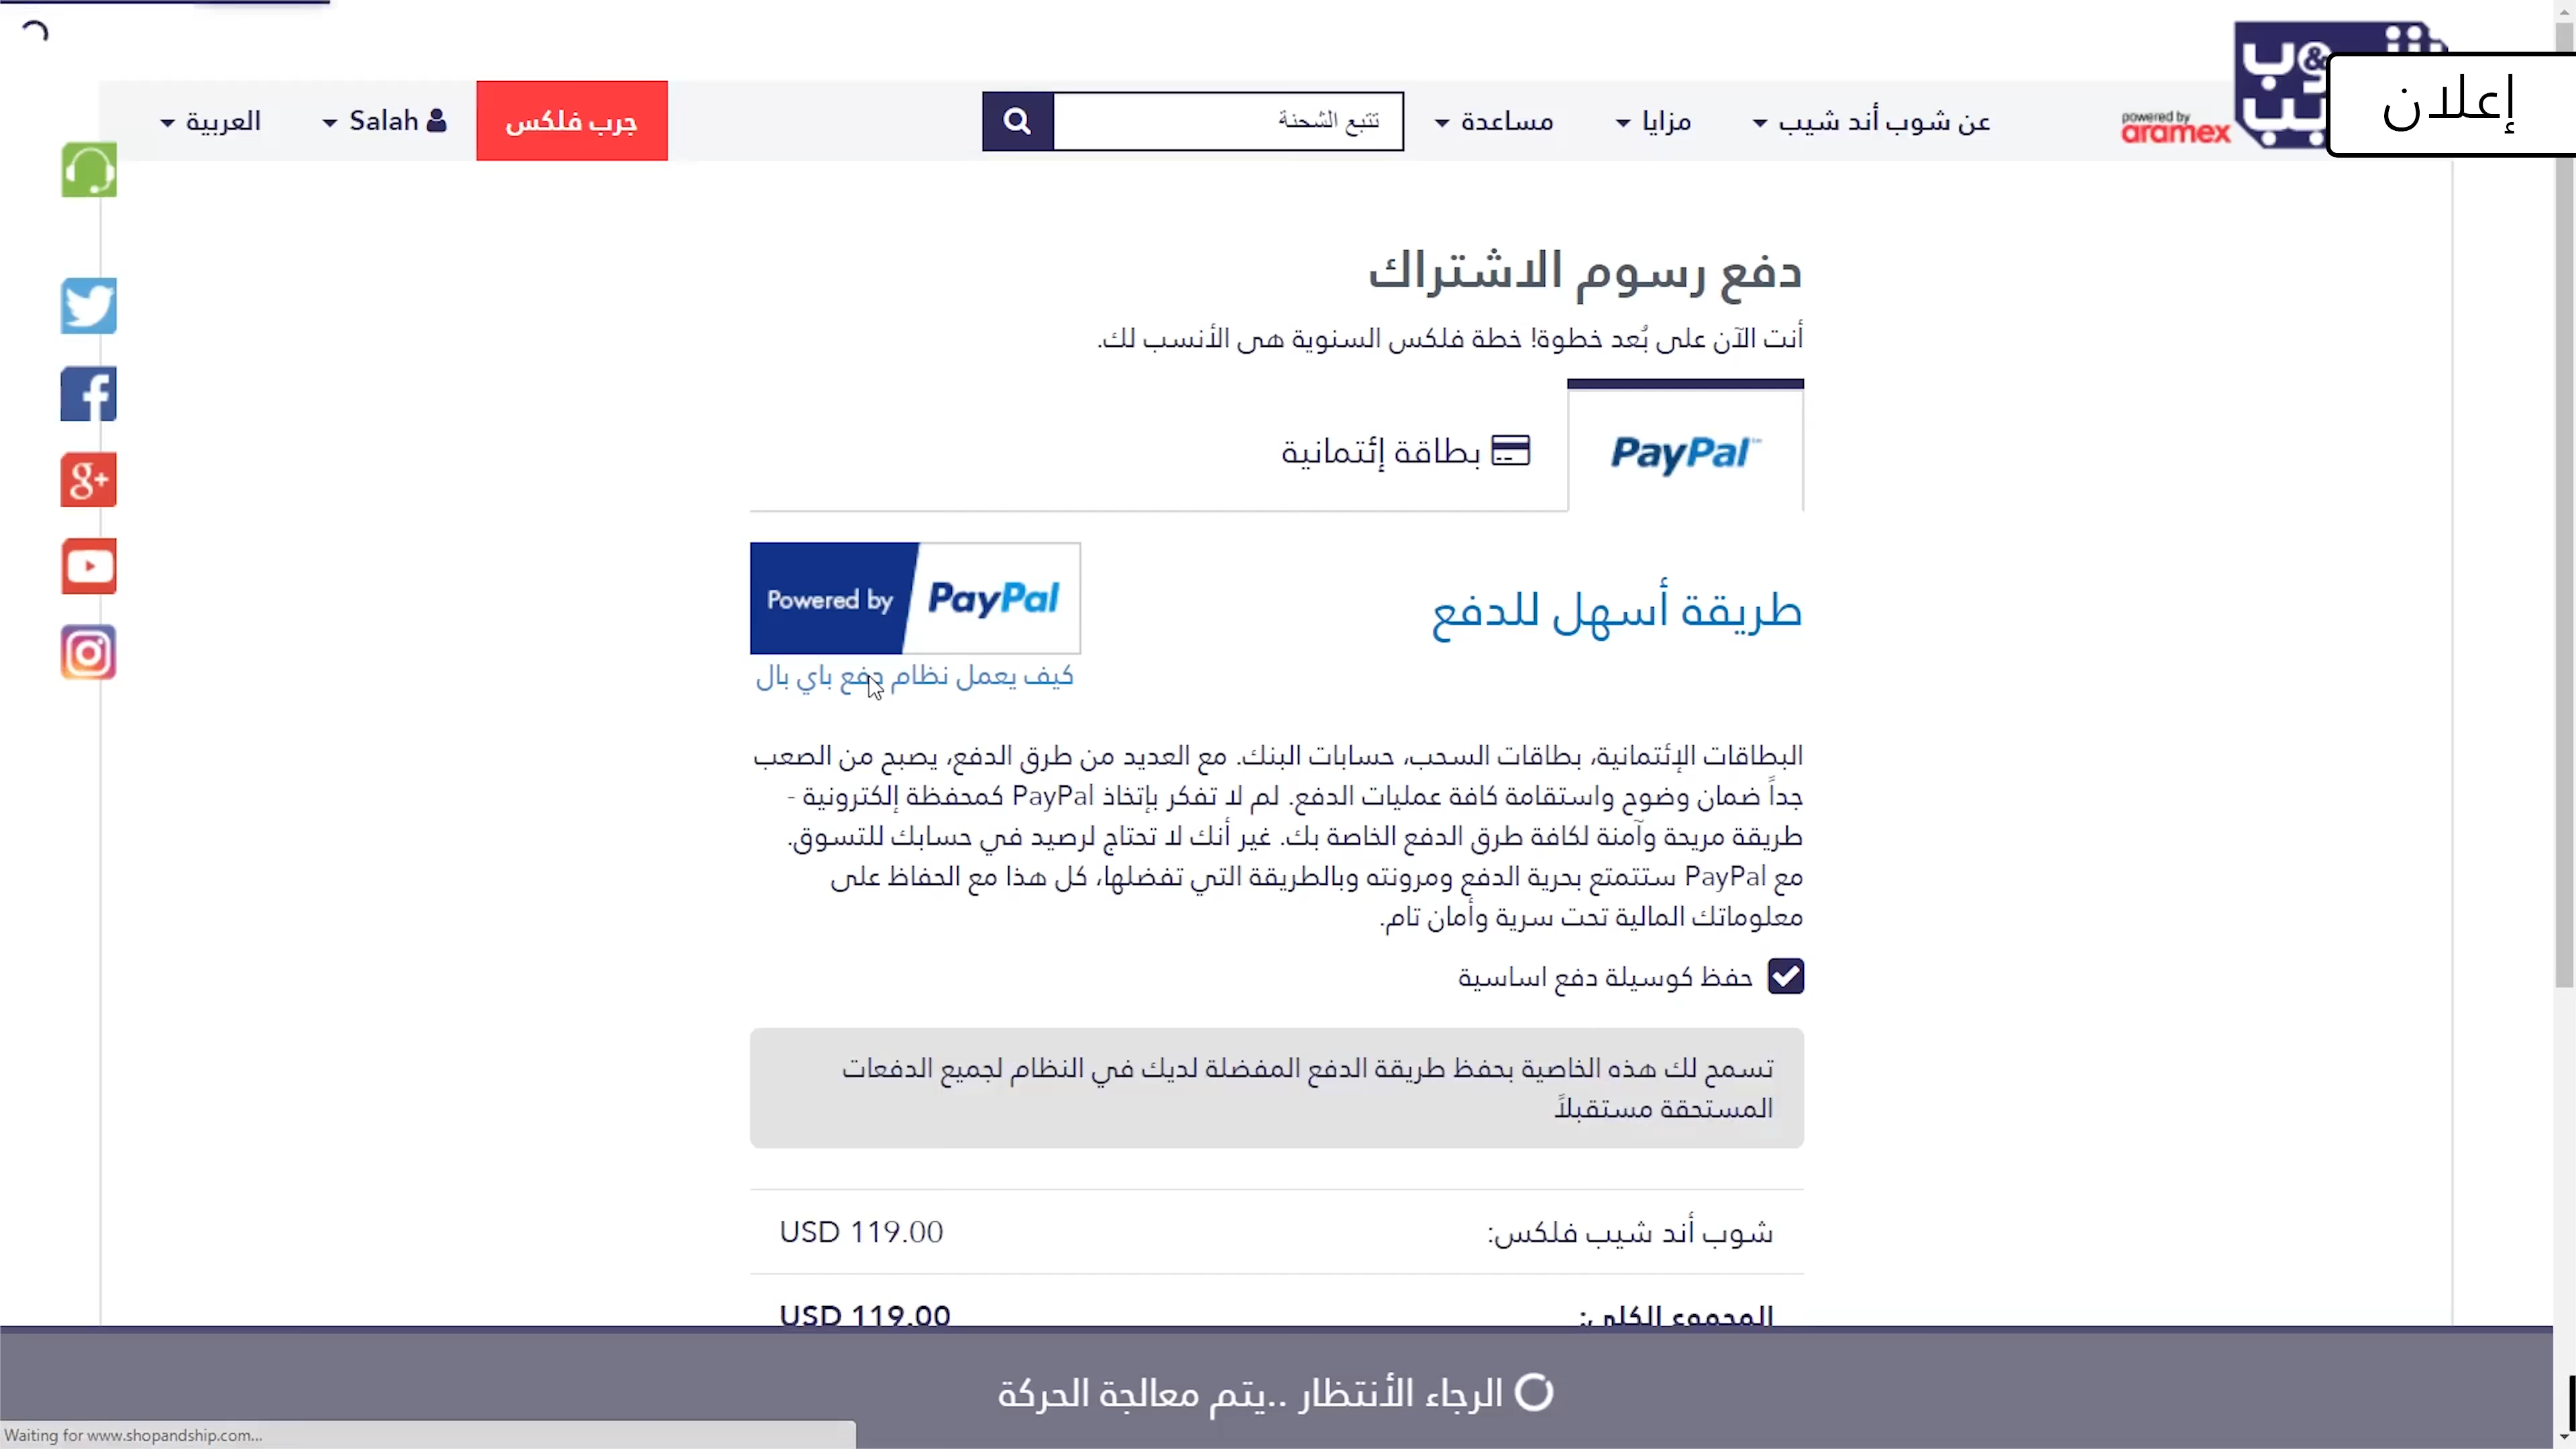 إعلان
شوب & شيب
powered by
aramex
عن شوب أند شيب
مزايا
مساعدة
تتبع الشحنة
جرب فلكس
Salah
العربية
دفع رسوم الاشتراك
أنت الآن على بُعد خطوة! خطة فلكس السنوية هي الأنسب لك.
PayPal
بطاقة إئتمانية
طريقة أسهل للدفع
Powered by PayPal
كيف يعمل نظام دفع باي بال
البطاقات الإئتمانية، بطاقات السحب، حسابات البنك. مع العديد من طرق الدفع، يصبح من الصعب
جداً ضمان وضوح واستقامة كافة عمليات الدفع. لم لا تفكر بإتخاذ PayPal كمحفظة إلكترونية -
طريقة مريحة وآمنة لكافة طرق الدفع الخاصة بك. غير أنك لا تحتاج لرصيد في حسابك للتسوق.
مع PayPal ستتمتع بحرية الدفع ومرونته وبالطريقة التي تفضلها، كل هذا مع الحفاظ على
معلوماتك المالية تحت سرية وأمان تام.
حفظ كوسيلة دفع اساسية
تسمح لك هذه الخاصية بحفظ طريقة الدفع المفضلة لديك في النظام لجميع الدفعات
المستحقة مستقبلاً
شوب أند شيب فلكس: USD 119.00
المجموع الكلي: USD 119.00
الرجاء الأنتظار ..يتم معالجة الحركة
Waiting for www.shopandship.com...